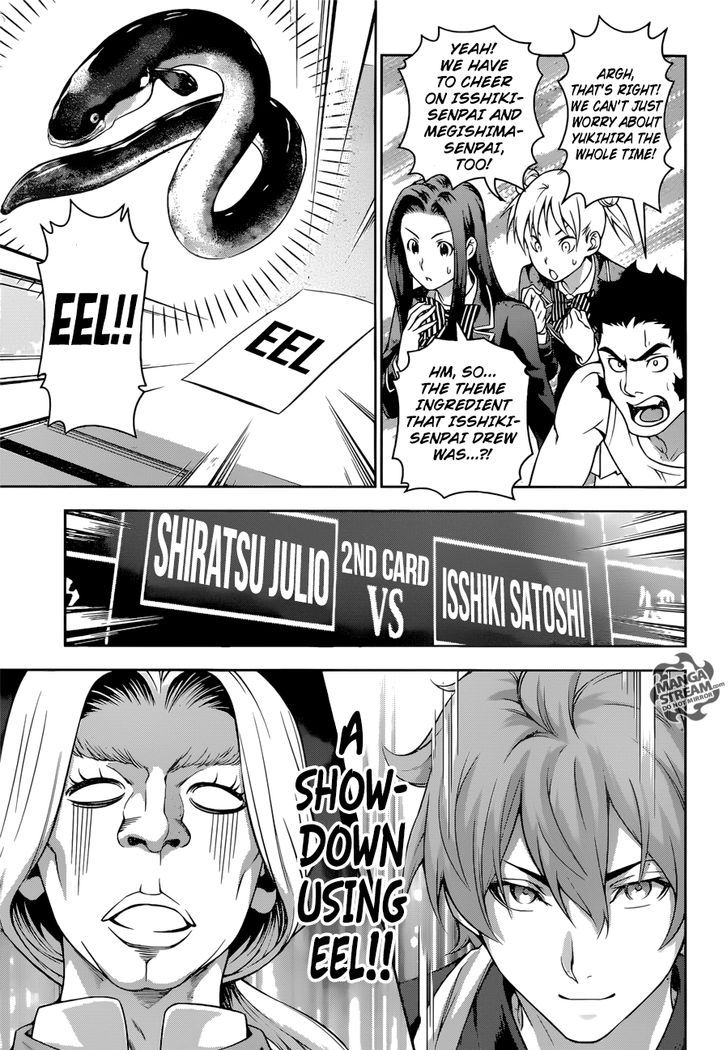 ARGH,
THAT'S RIGHT!
WE CAN'T JUST
WORRY ABOUT
YUKIHIRA THE
WHOLE TIME!
YEAH!
WE HAVE
TO CHEER
ON ISSHIKI-
SENPAI AND
MEGISHIMA-
SENPAI,
TOO!
HM, SO...
THE THEME
INGREDIENT
THAT ISSHIKI-
SENPAI DREW
WAS...?!
EEL
EEL!!
SHIRATSU JULIO
2ND CARD
VS
ISSHIKI SATOSHI
A
SHOW-
DOWN
USING
EEL!!
MANGA
STREAM.com
DO NOT MIRROR